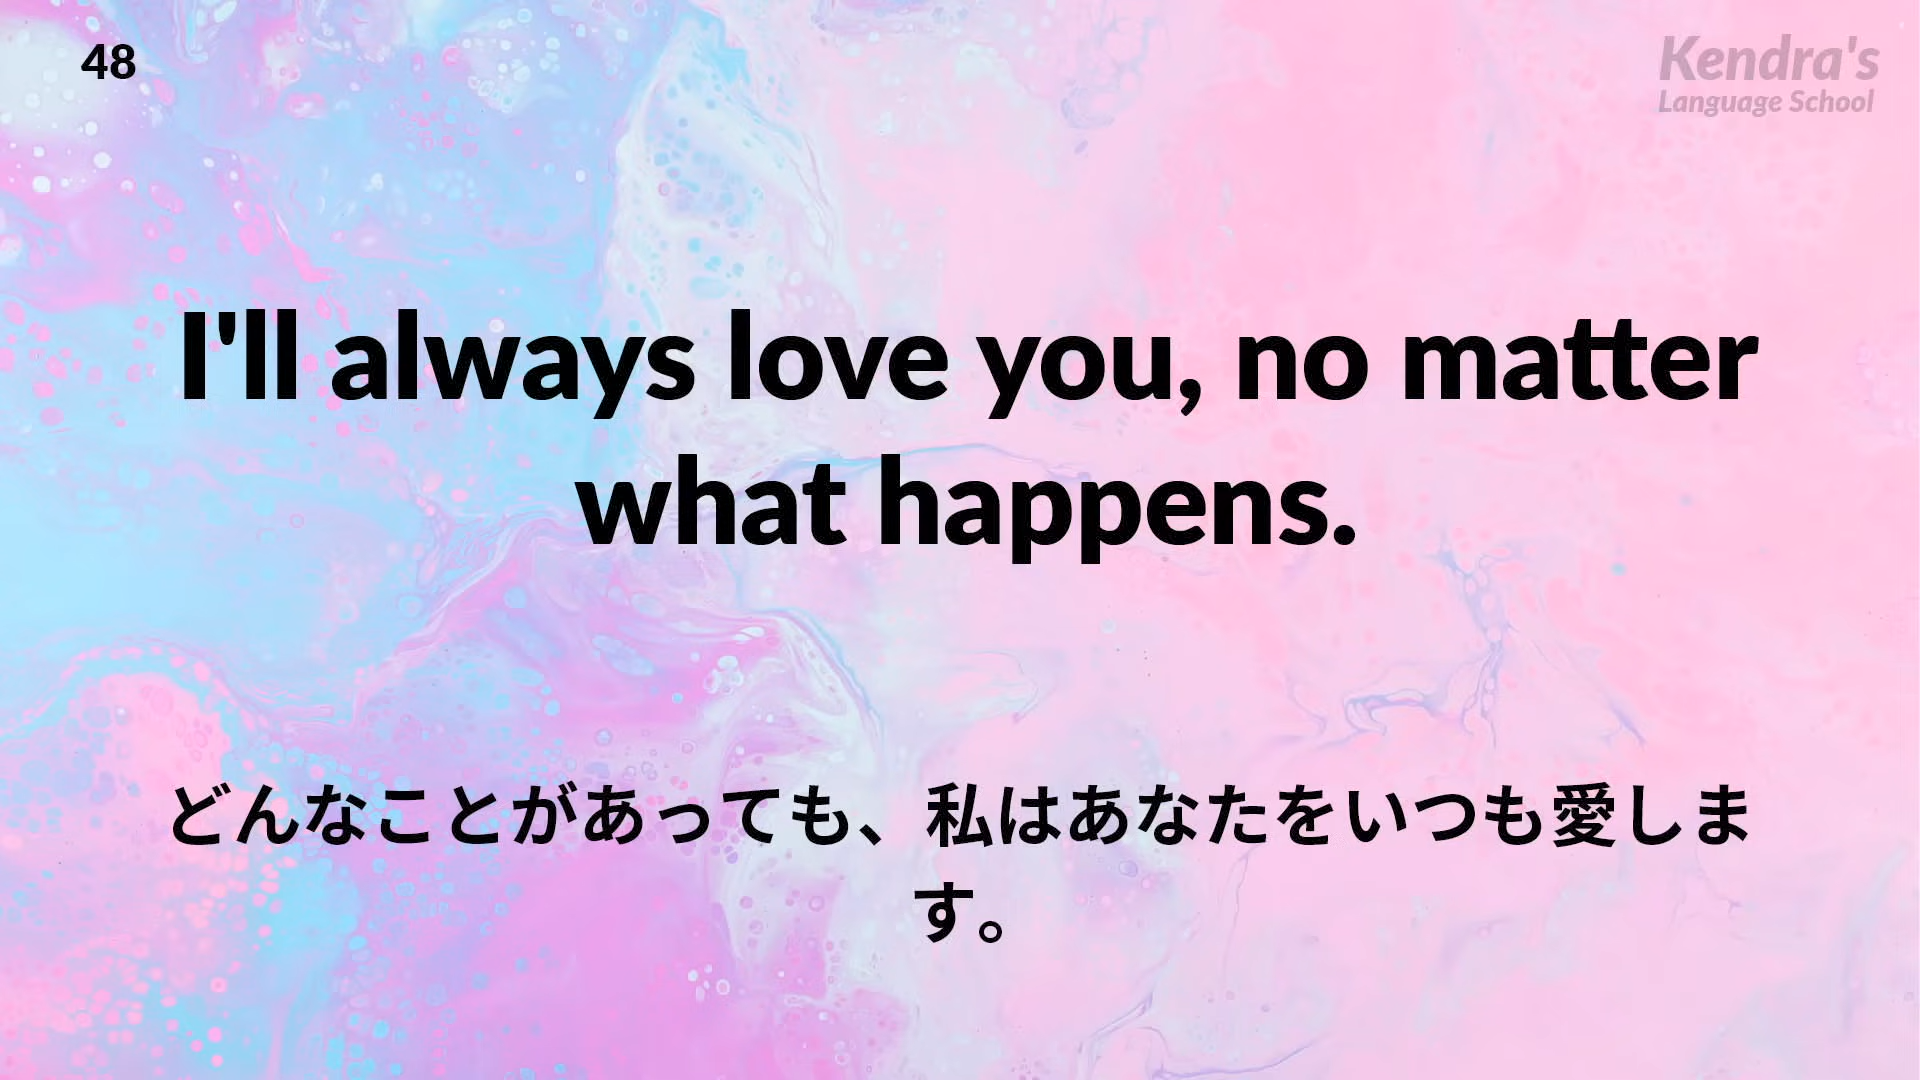 48
Kendra's
Language School
I'll always love you, no matter
what happens.
どんなことがあっても、私はあなたをいつも愛しま
す。